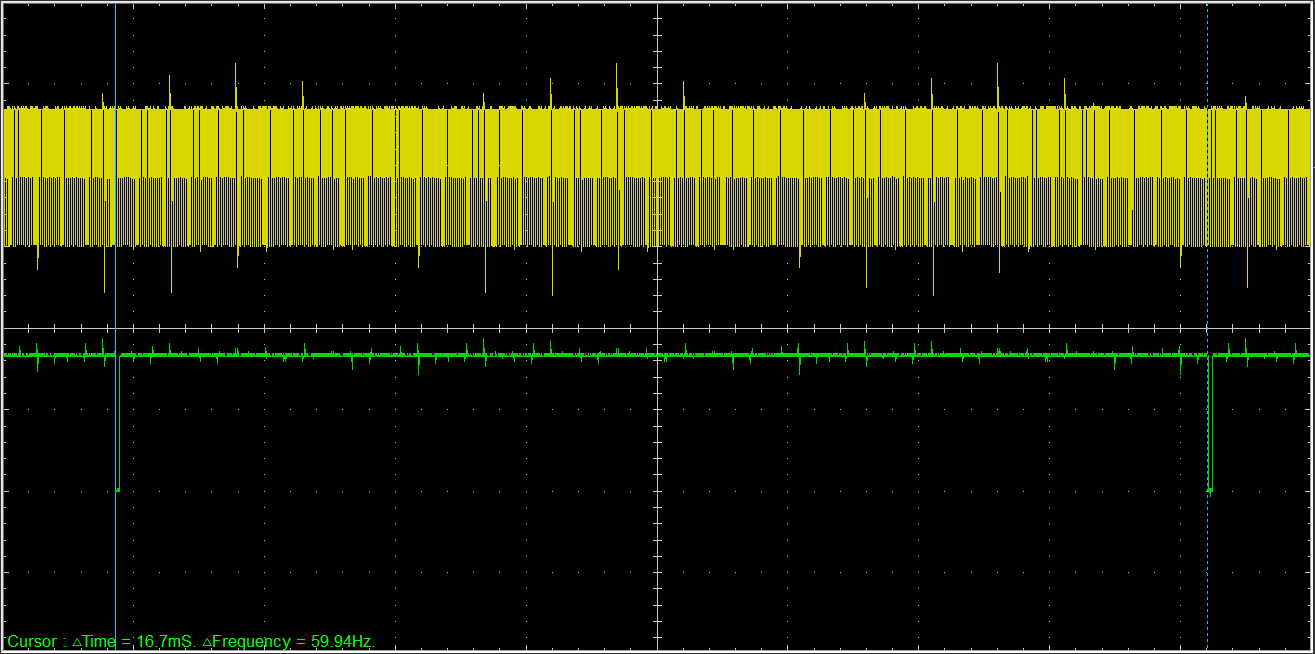 Cursor : △Time = 16.7mS. △Frequency = 59.94Hz.